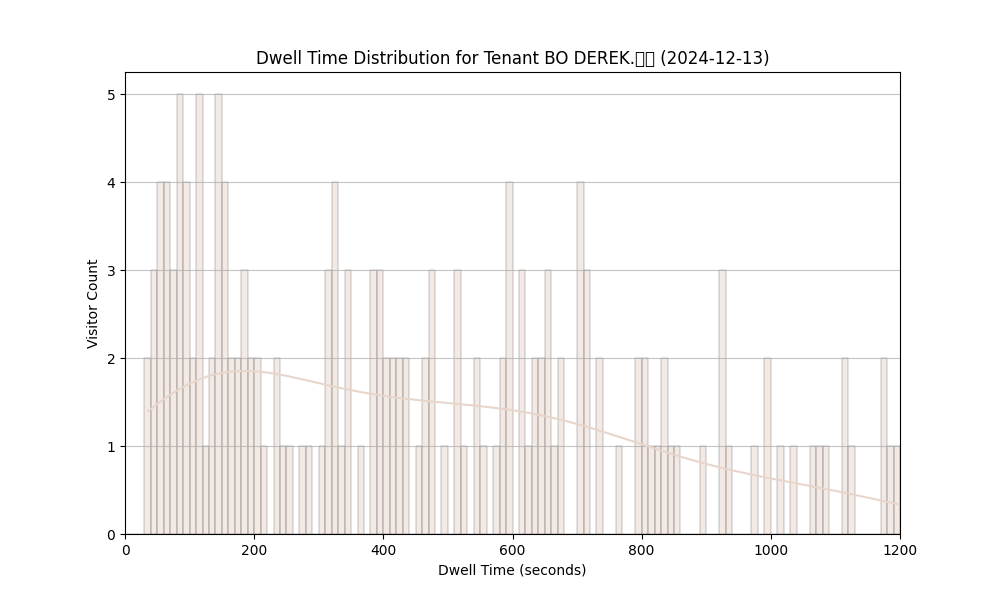 Dwell Time Distribution for Tenant BO DEREK. (2024-12-13)
5
4
3
2
1
0
Visitor Count
0 200 400 600 800 1000 1200
Dwell Time (seconds)